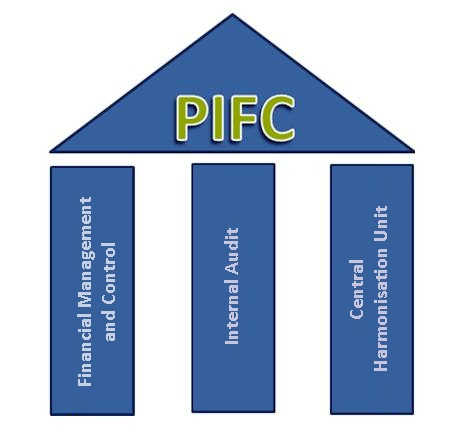 PIFC
Financial Management
and Control
Internal Audit
Central
Harmonisation Unit